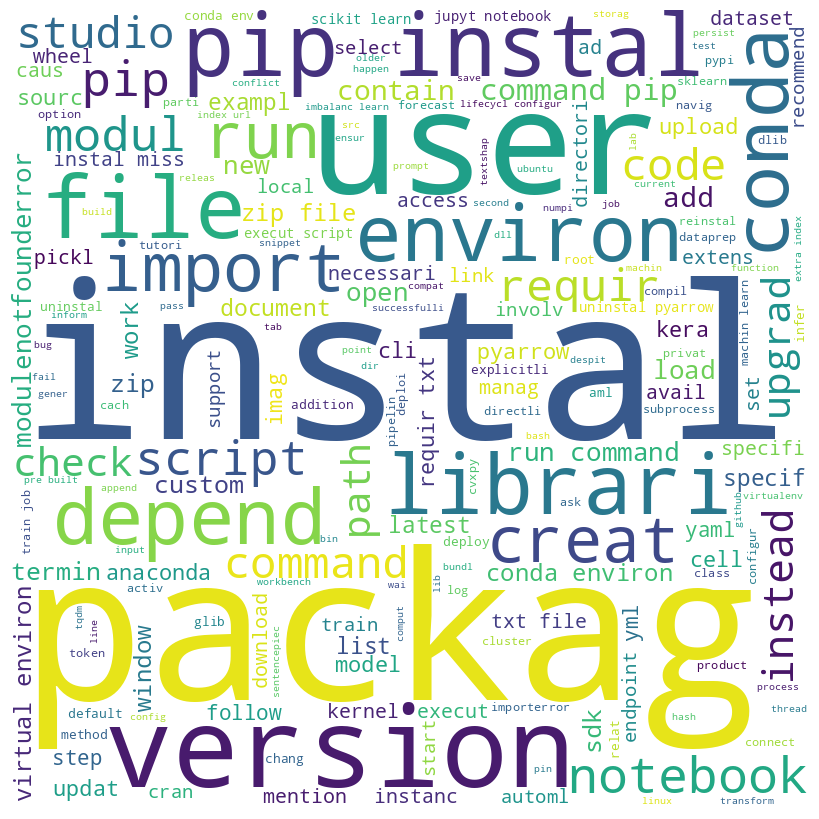 conda env
scikit learn
jupyt notebook
storag
dataset
studio
pip instal
conda
wheel
select
ad
persist
test
pypi
recommend
older
happen
caus
pip
conflict
save
contain
command pip
sklearn
sourc
parti
exampl
imbalanc learn
forecast
lifecycl configur
navig
option
index url
modul
run
user
src
ensur
textshap
directori
upload
lab
dlib
instal miss
new
prompt
ubuntu
code
current
releas
local
access
numpi
job
add
file
build
zip file
second
environ
reinstal
extra index
modulenotfounderror
execut script
snippet
dll
root
dataprep
tutori
pickl
import
necessari
link
requir
machin
extens
function
uninstal
inform
pass
document
compat
successfulli
open
involv
compil
uninstal pyarrow
machin learn
infer
upgrad
work
tab
instal
bug
point
dir
cli
pyarrow
despit
privat
kera
fail
zip
support
imag
explicitli
load
gener
cach
addition
pipelin
deploi
manag
aml
avail
set
directli
subprocess
requir txt
bash
check
script
path
run command
specifi
pre built
custom
librari
cvxpy
ask
specif
github
virtualenv
train job
append
depend
latest
creat
yaml
instead
input
bin
deploy
cell
termin
anaconda
command
log
bundl
conda environ
class
configur
activ
workbench
wai
lib
tqdm
line
glib
download
train
comput
txt file
virtual environ
token
window
sentencepiec
list
cluster
endpoint yml
packag
model
product
process
default
config
follow
kernel
execut
importerror
sdk
hash
thread
method
version
start
relat
connect
step
chang
pin
notebook
updat
cran
mention
instanc
automl
linux
transform